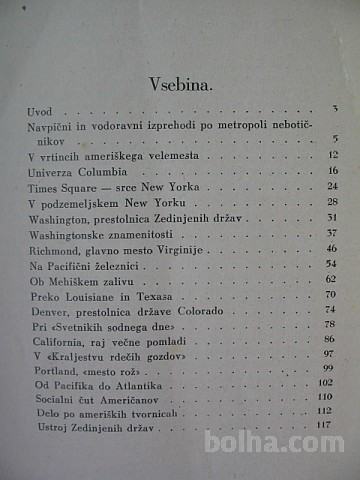 Vsebina.
Uvod . . . . . . . . . . . . . 3
Navpični in vodoravni izprehodi po metropoli nebotič-
nikov . . . . . . . . . . . . 5
V vrtincih ameriškega velemesta . . . . . . 12
Univerza Columbia . . . . . . . . . . 16
Times Square — srce New Yorka . . . . . . 24
V podzemeljskem New Yorku . . . . . . . 28
Washington, prestolnica Zedinjenih držav . . . . 31
Washingtonske znamenitosti . . . . . . . 37
Richmond, glavno mesto Virginije . . . . . . 46
Na Pacifični železnici . . . . . . . . . 54
Ob Mehiškem zalivu . . . . . . . . . 62
Preko Louisiane in Texasa . . . . . . . . 70
Denver, prestolnica države Colorado . . . . . 74
Pri «Svetnikih sodnega dne» . . . . . . . 78
California, raj večne pomladi . . . . . . . 86
V «Kraljestvu rdečih gozdov» . . . . . . . 97
Portland, «mesto rož» . . . . . . . . . 99
Od Pacifika do Atlantika . . . . . . . . 102
Socialni čut Američanov . . . . . . . . 110
Delo po ameriških tvornicah . . . . . . . 112
Ustroj Zedinjenih držav . . . . . . . . 117
bolha.com